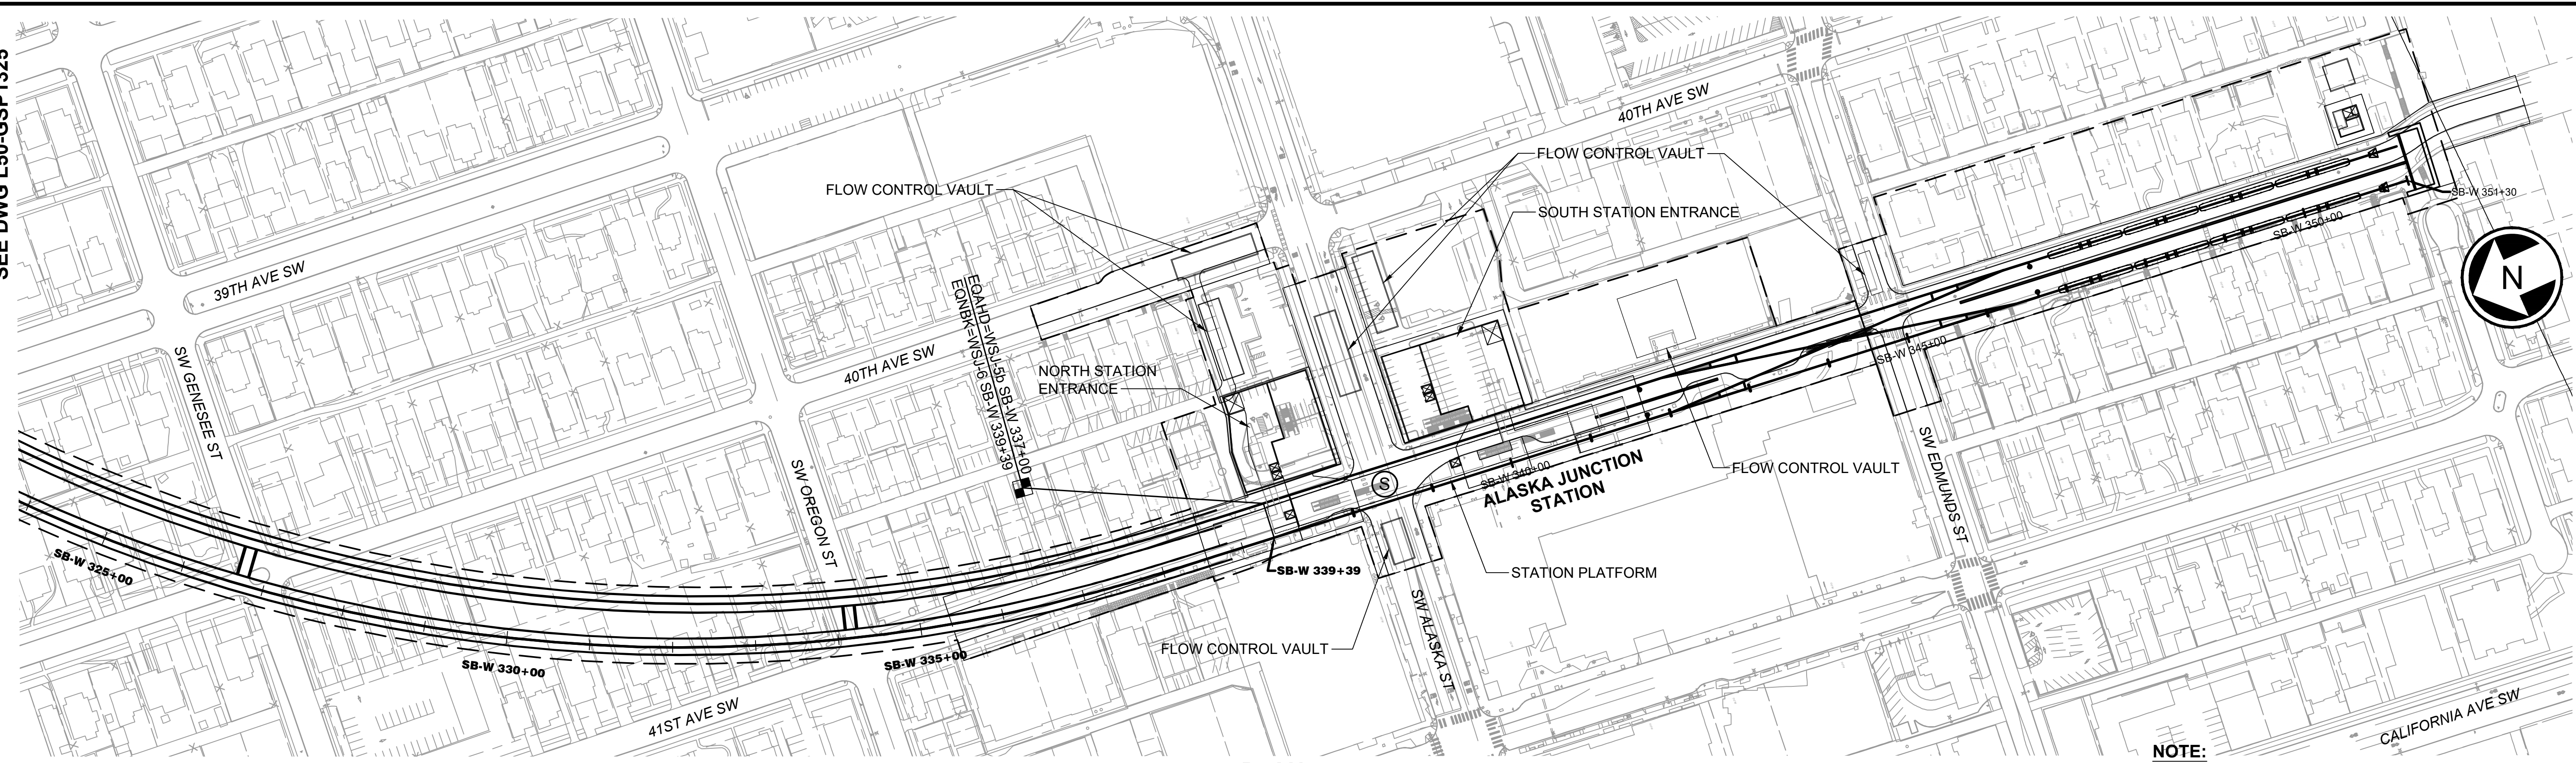 SEE DWG L50-GSP1325
39TH AVE SW
SW GENESEE ST
FLOW CONTROL VAULT
40TH AVE SW
EQAHD=WSJ-5b SB-W 337+00
EQNBK=WSJ-6 SB-W 339+39
NORTH STATION
ENTRANCE
SW OREGON ST
40TH AVE SW
FLOW CONTROL VAULT
SOUTH STATION ENTRANCE
SB-W 351+30
SB-W 350+00
N
SB-W 345+00
SW EDMUNDS ST
FLOW CONTROL VAULT
S
SB-W 340+00
ALASKA JUNCTION
STATION
STATION PLATFORM
SB-W 339+39
SW ALASKA ST
FLOW CONTROL VAULT
SB-W 325+00
SB-W 330+00
SB-W 335+00
41ST AVE SW
CALIFORNIA AVE SW
NOTE: